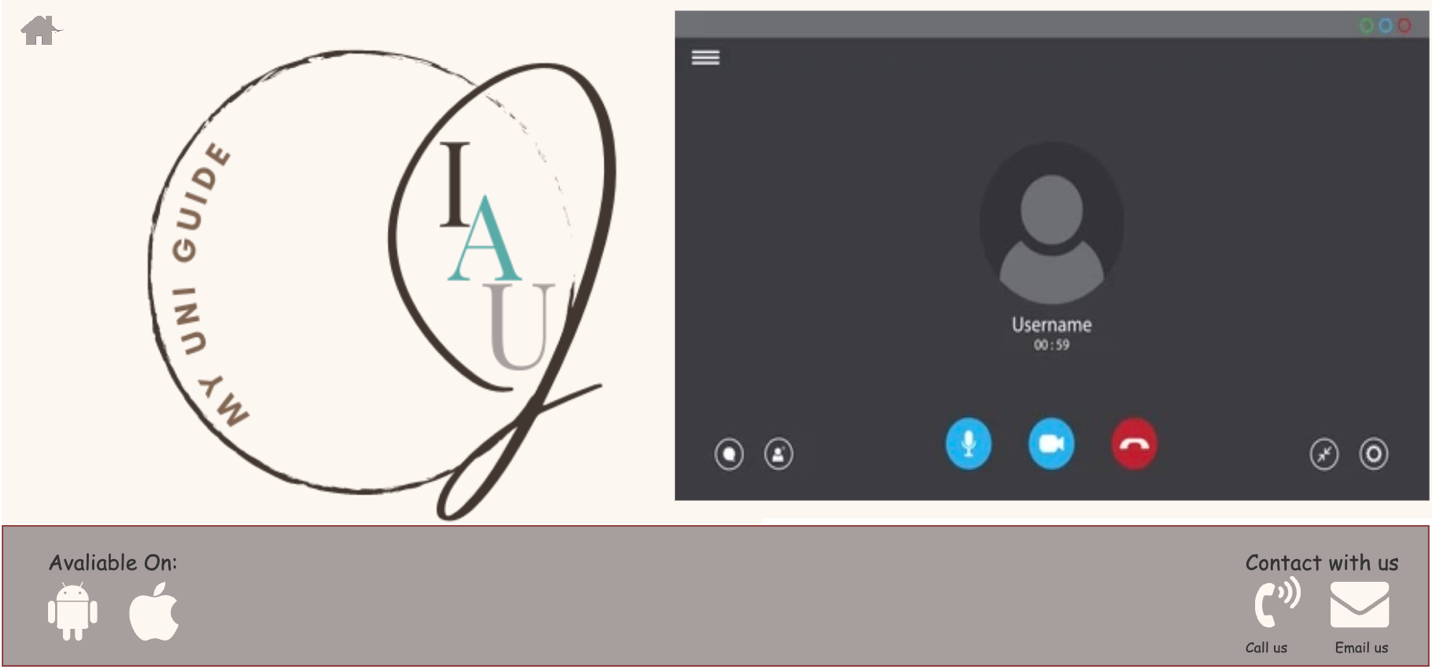 MY UNI GUIDE
I
A
U
Username
00:59
Avaliable On:
Contact with us
Call us
Email us